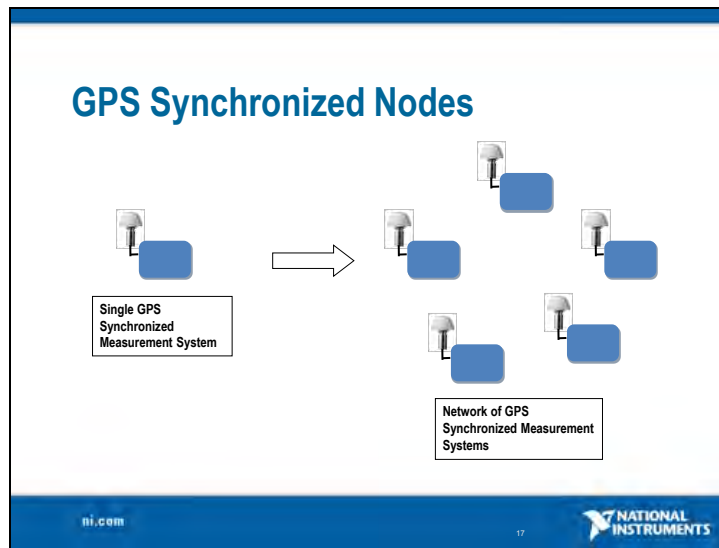 GPS Synchronized Nodes
Single GPS
Synchronized
Measurement System
Network of GPS
Synchronized Measurement
Systems
ni.com
17
NATIONAL
INSTRUMENTS